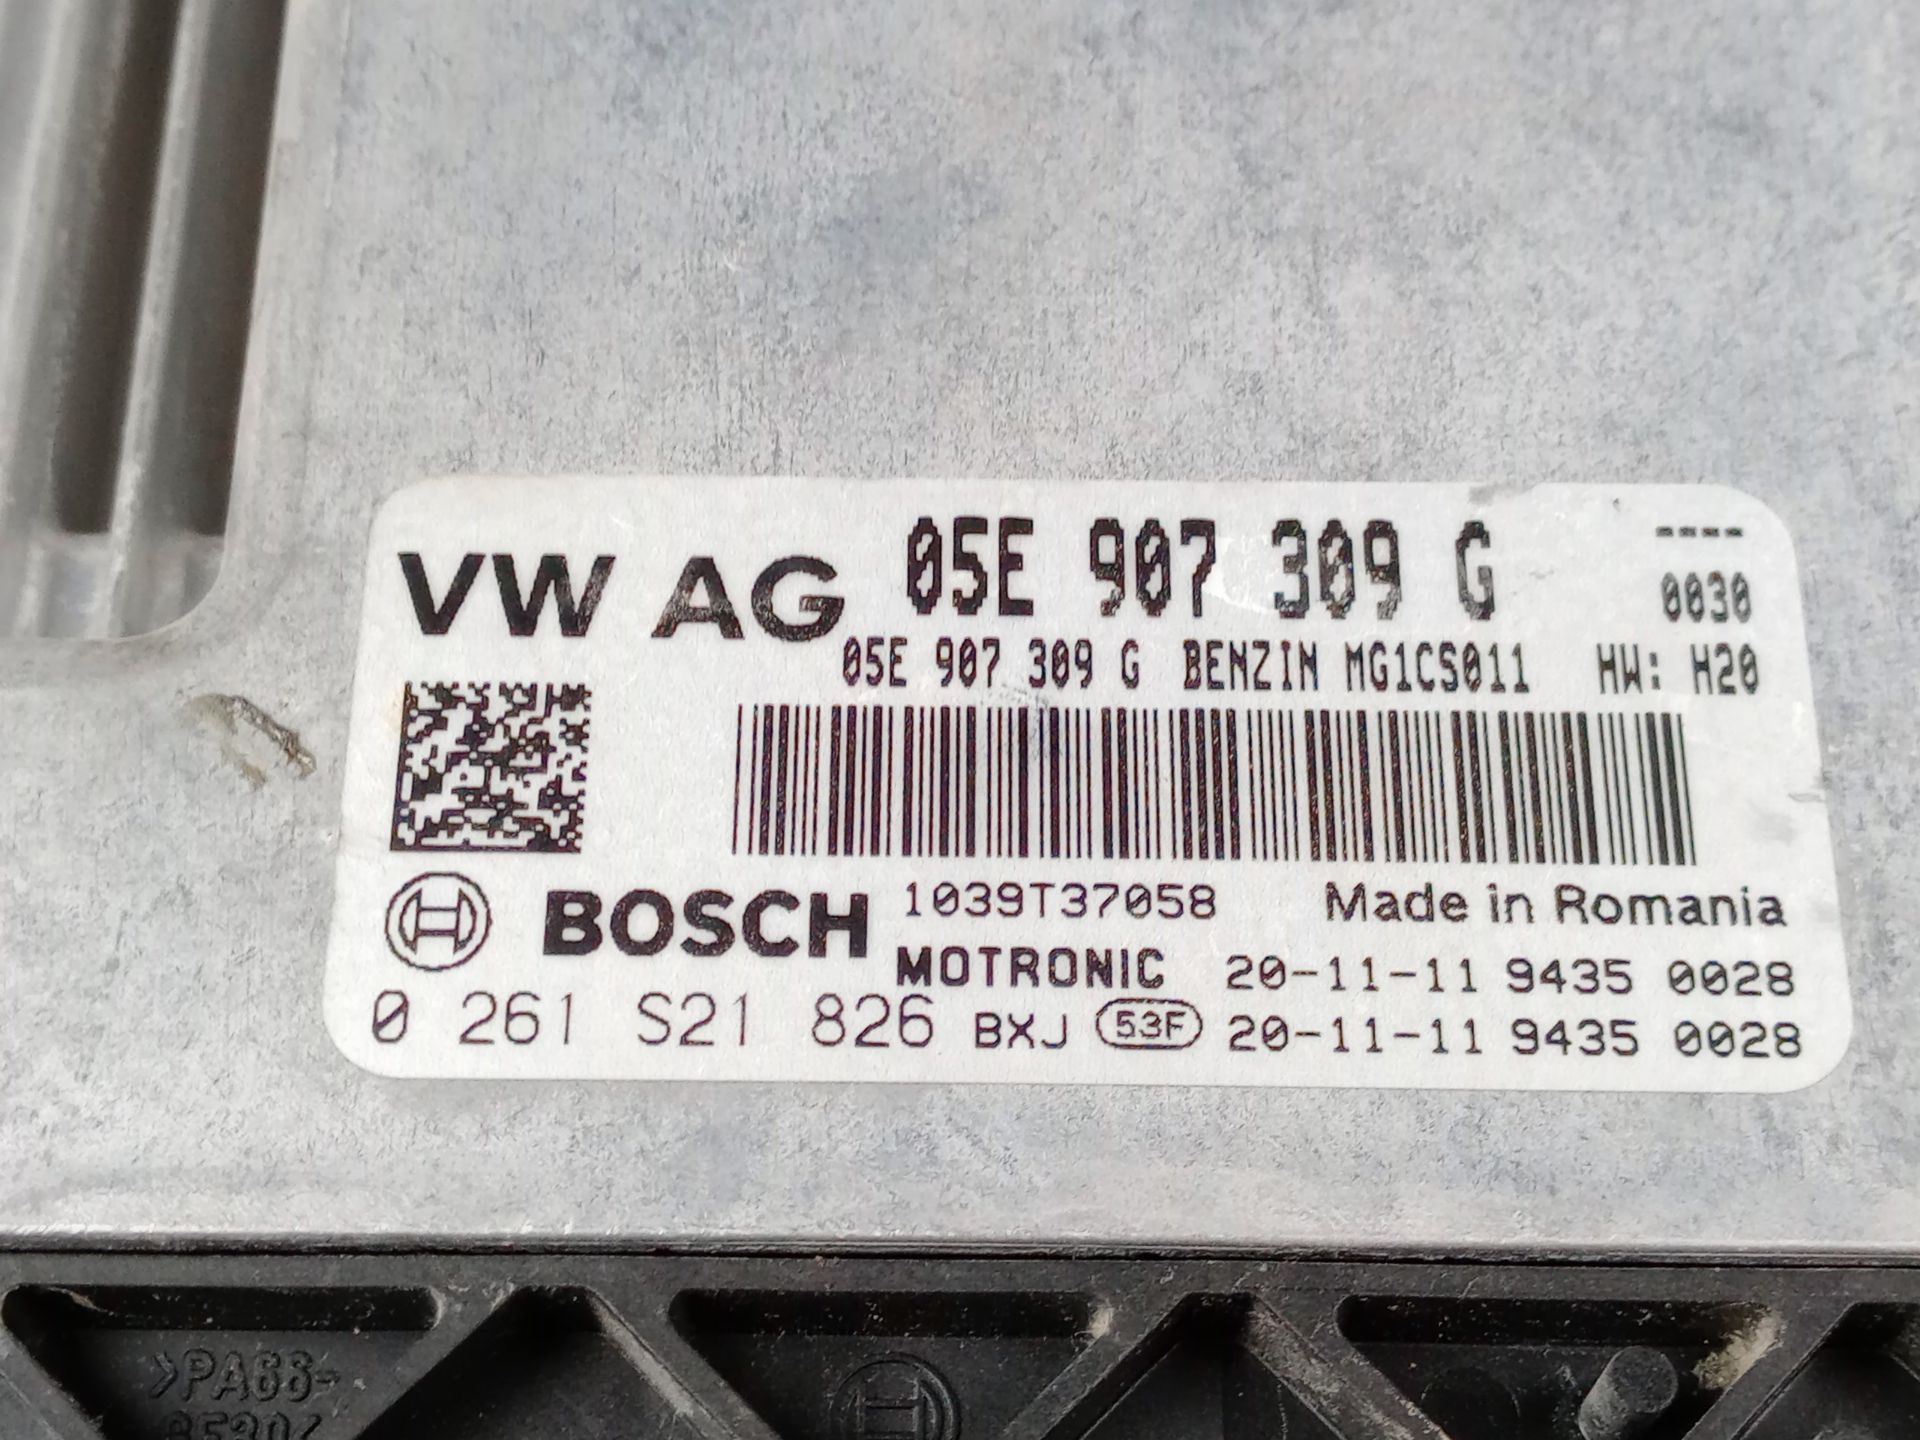 VW AG 05E 907 309 G ----
0030
05E 907 309 G BENZIN MG1CS011 HW: H20
BOSCH 1039T37058 Made in Romania
MOTRONIC 20-11-11 9435 0028
0 261 S21 826 BXJ 53F 20-11-11 9435 0028
>PA66-